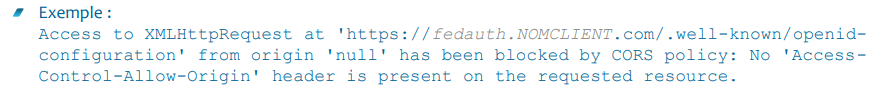 Exemple :
Access to XMLHttpRequest at 'https://fedauth.NOMCLIENT.com/.well-known/openid-
configuration' from origin 'null' has been blocked by CORS policy: No 'Access-
Control-Allow-Origin' header is present on the requested resource.